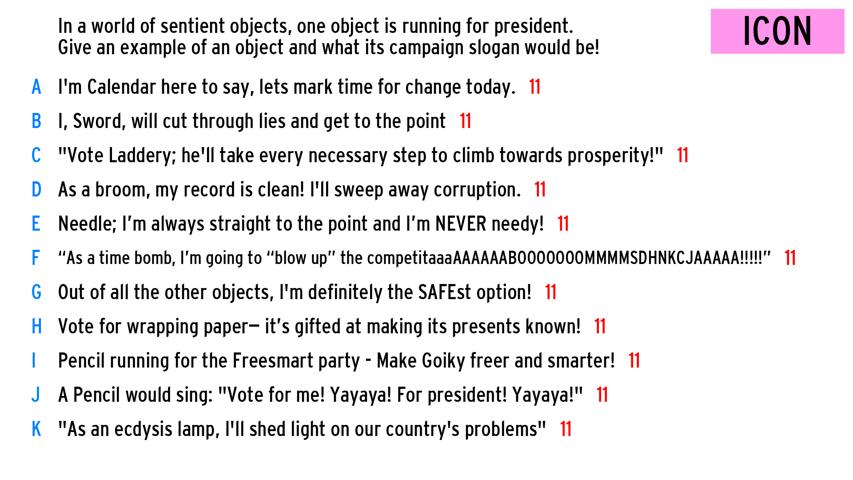 In a world of sentient objects, one object is running for president.
Give an example of an object and what its campaign slogan would be!
ICON
A I'm Calendar here to say, lets mark time for change today. 11
B I, Sword, will cut through lies and get to the point 11
C "Vote Laddery; he'll take every necessary step to climb towards prosperity!" 11
D As a broom, my record is clean! I'll sweep away corruption. 11
E Needle; I’m always straight to the point and I’m NEVER needy! 11
F “As a time bomb, I’m going to “blow up” the competitaaaAAAAAABOOOOOOOMMMMSDHNKCJAAAAA!!!!!” 11
G Out of all the other objects, I'm definitely the SAFEst option! 11
H Vote for wrapping paper— it’s gifted at making its presents known! 11
I Pencil running for the Freesmart party - Make Goiky freer and smarter! 11
J A Pencil would sing: "Vote for me! Yayaya! For president! Yayaya!" 11
K "As an ecdysis lamp, I'll shed light on our country's problems" 11